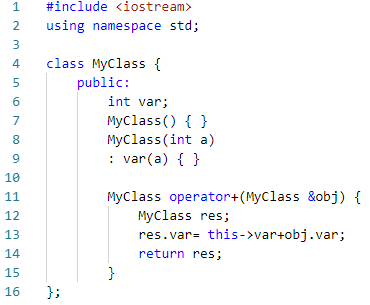 1 #include <iostream>
2 using namespace std;
3
4 class MyClass {
5     public:
6         int var;
7         MyClass() { }
8         MyClass(int a)
9         : var(a) { }
10
11         MyClass operator+(MyClass &obj) {
12             MyClass res;
13             res.var= this->var+obj.var;
14             return res;
15         }
16 };